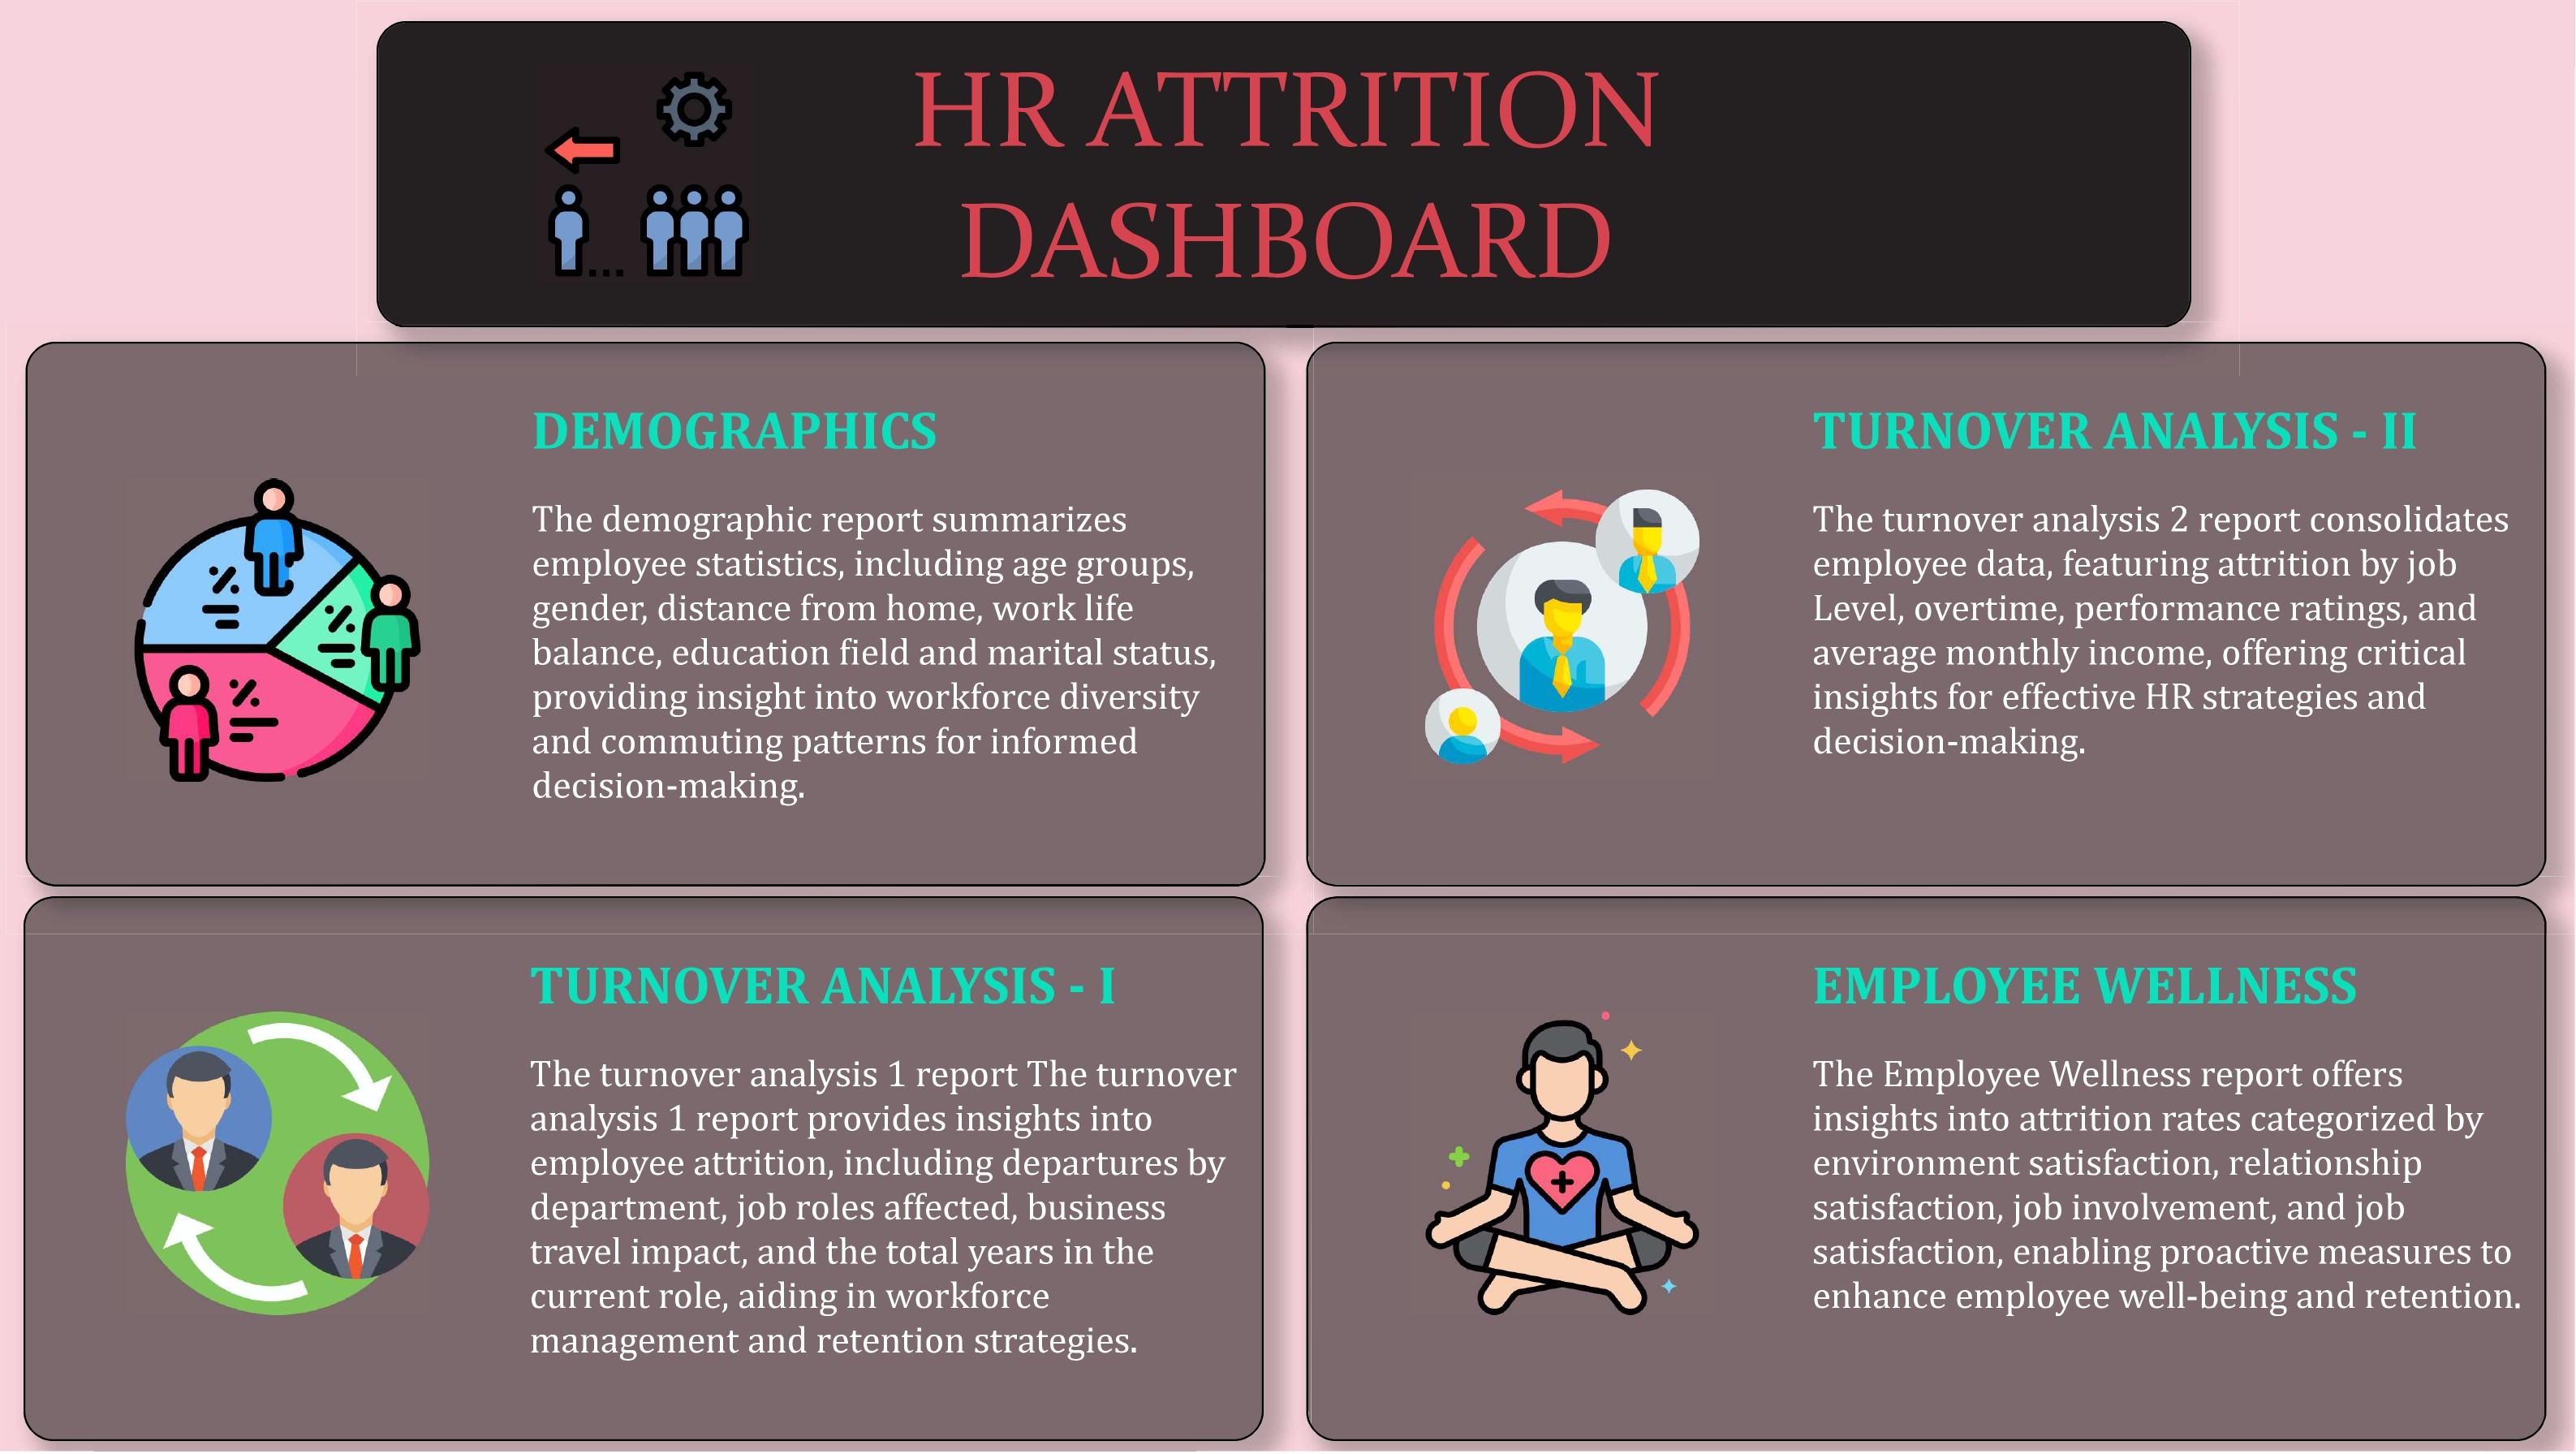 HR ATTRITION
DASHBOARD
DEMOGRAPHICS
The demographic report summarizes
employee statistics, including age groups,
gender, distance from home, work life
balance, education field and marital status,
providing insight into workforce diversity
and commuting patterns for informed
decision-making.
TURNOVER ANALYSIS - II
The turnover analysis 2 report consolidates
employee data, featuring attrition by job
Level, overtime, performance ratings, and
average monthly income, offering critical
insights for effective HR strategies and
decision-making.
TURNOVER ANALYSIS - I
The turnover analysis 1 report The turnover
analysis 1 report provides insights into
employee attrition, including departures by
department, job roles affected, business
travel impact, and the total years in the
current role, aiding in workforce
management and retention strategies.
EMPLOYEE WELLNESS
The Employee Wellness report offers
insights into attrition rates categorized by
environment satisfaction, relationship
satisfaction, job involvement, and job
satisfaction, enabling proactive measures to
enhance employee well-being and retention.